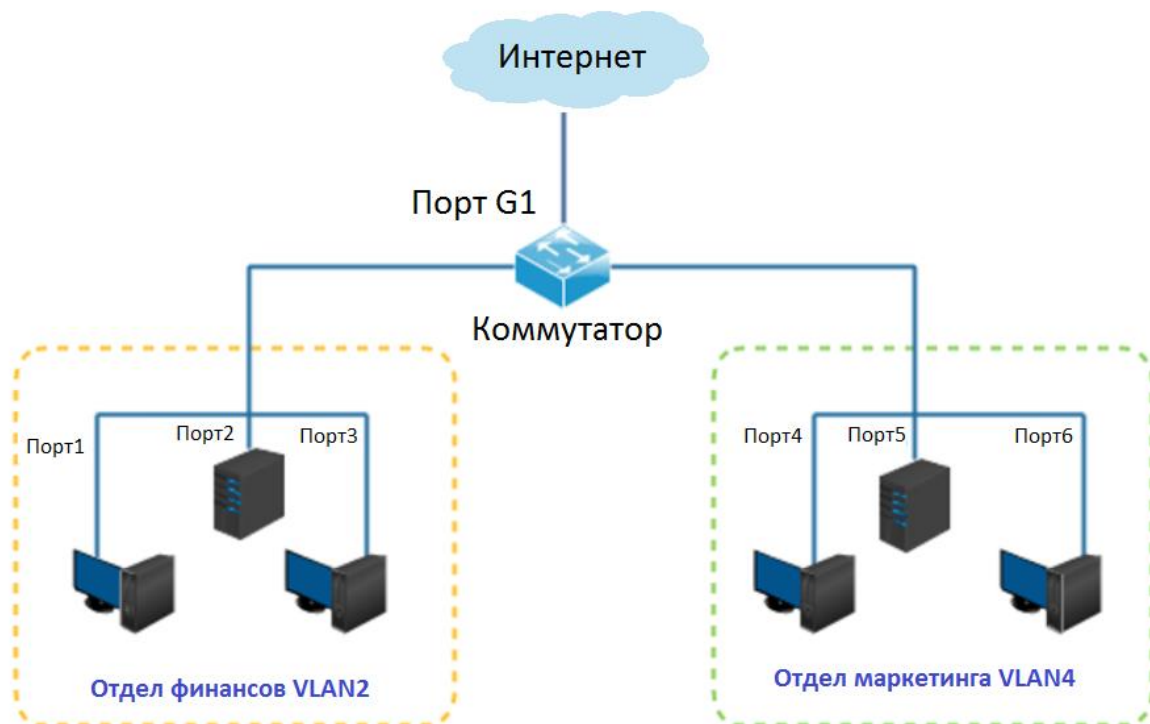 Интернет
Порт G1
Коммутатор
Порт1
Порт2
Порт3
Порт4
Порт5
Порт6
Отдел финансов VLAN2
Отдел маркетинга VLAN4